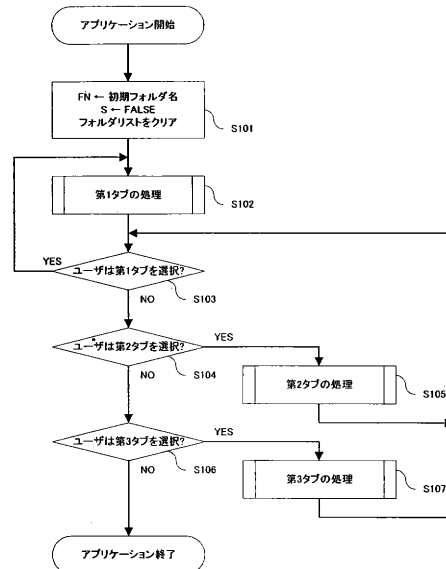 アプリケーション開始
FN ← 初期フォルダ名
S ← FALSE
フォルダリストをクリア
S101
第1タブの処理
S102
YES
ユーザは第1タブを選択?
S103
NO
ユーザは第2タブを選択?
YES
S104
NO
第2タブの処理
S105
ユーザは第3タブを選択?
YES
S106
NO
第3タブの処理
S107
アプリケーション終了